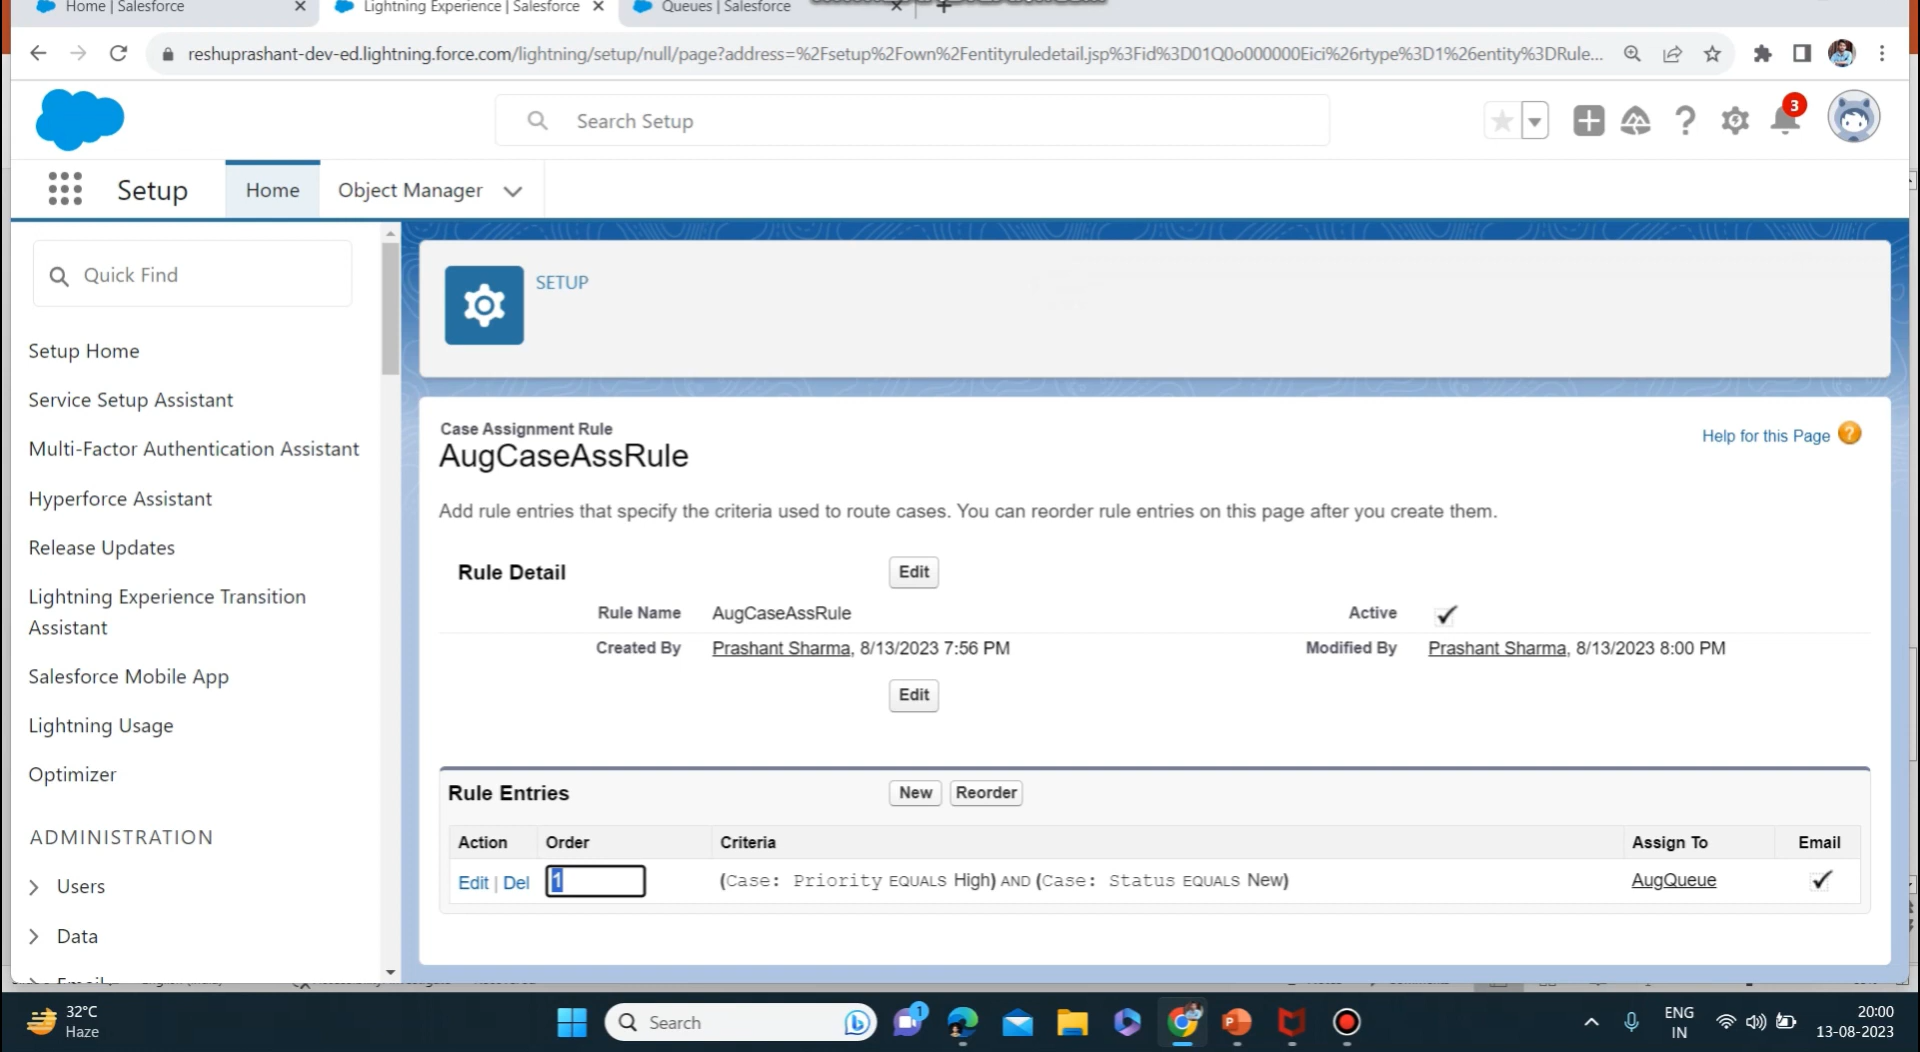 Home | Salesforce
Lightning Experience | Salesforce
Queues | Salesforce
reshuprashant-dev-ed.lightning.force.com/lightning/setup/null/page?address=%2Fsetup%2Fown%2Fentityruledetail.jsp%3Fid%3D01Q0o000000Eici%26rtype%3D1%26entity%3DRule...
Search Setup
3
Setup
Home
Object Manager
Quick Find
SETUP
Setup Home
Service Setup Assistant
Multi-Factor Authentication Assistant
Hyperforce Assistant
Release Updates
Lightning Experience Transition
Assistant
Salesforce Mobile App
Lightning Usage
Optimizer
ADMINISTRATION
Users
Data
Case Assignment Rule
AugCaseAssRule
Help for this Page ?
Add rule entries that specify the criteria used to route cases. You can reorder rule entries on this page after you create them.
Rule Detail
Edit
Rule Name AugCaseAssRule Active
Created By Prashant Sharma, 8/13/2023 7:56 PM Modified By Prashant Sharma, 8/13/2023 8:00 PM
Edit
Rule Entries New Reorder
Action Order Criteria Assign To Email
Edit | Del 1 (Case: Priority EQUALS High) AND (Case: Status EQUALS New) AugQueue
32°C
Haze
Search
1
ENG
IN
20:00
13-08-2023